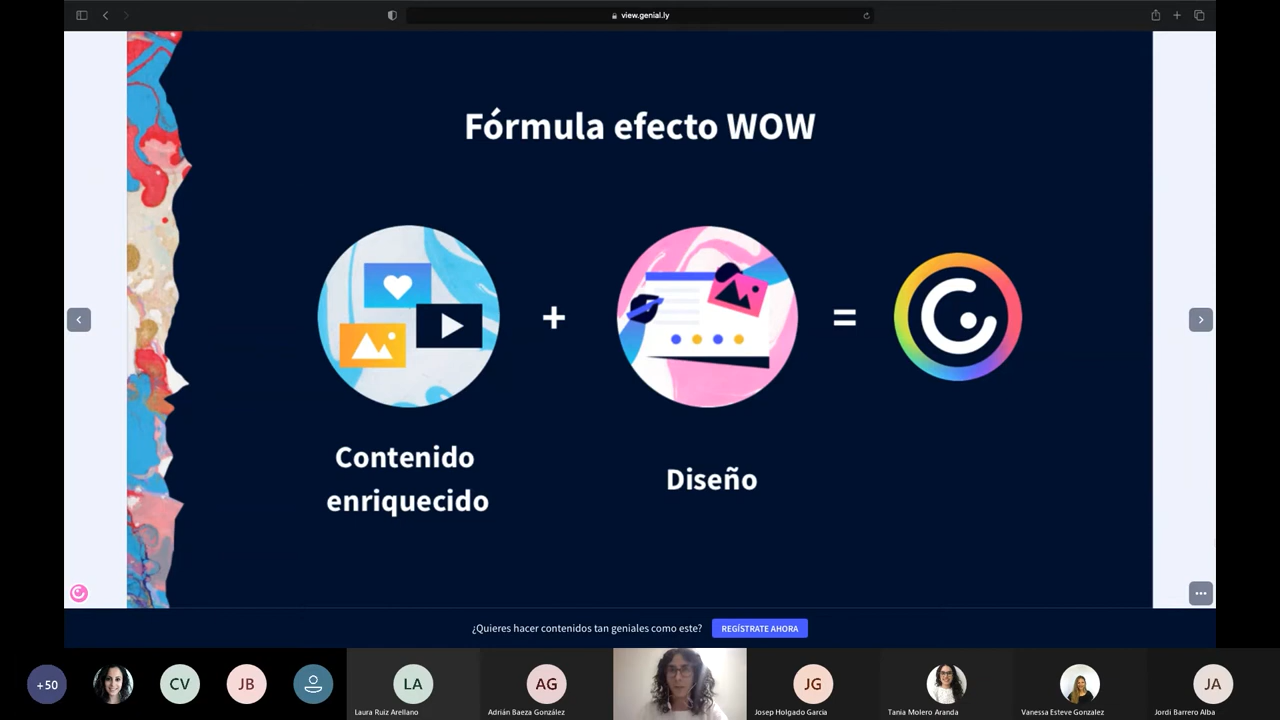 view.genial.ly
Fórmula efecto WOW
+
=
Contenido
enriquecido
Diseño
¿Quieres hacer contenidos tan geniales como este?
REGÍSTRATE AHORA
+50
CV
JB
LA
Laura Ruiz Arellano
AG
Adrián Baeza González
JG
Josep Holgado Garcia
Tania Molero Aranda
Vanessa Esteve Gonzalez
JA
Jordi Barrero Alba